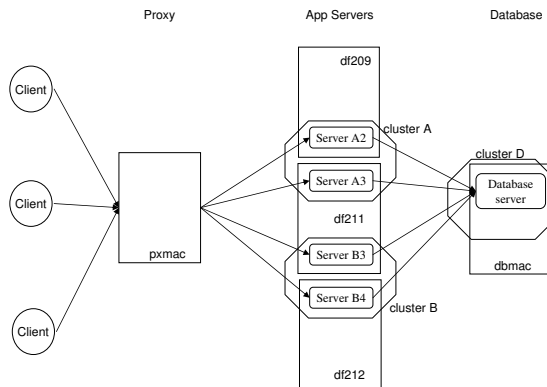 Proxy
App Servers
Database
df209
Client
cluster A
Server A2
cluster D
Server A3
Database
server
Client
df211
Server B3
pxmac
dbmac
Server B4
cluster B
Client
df212